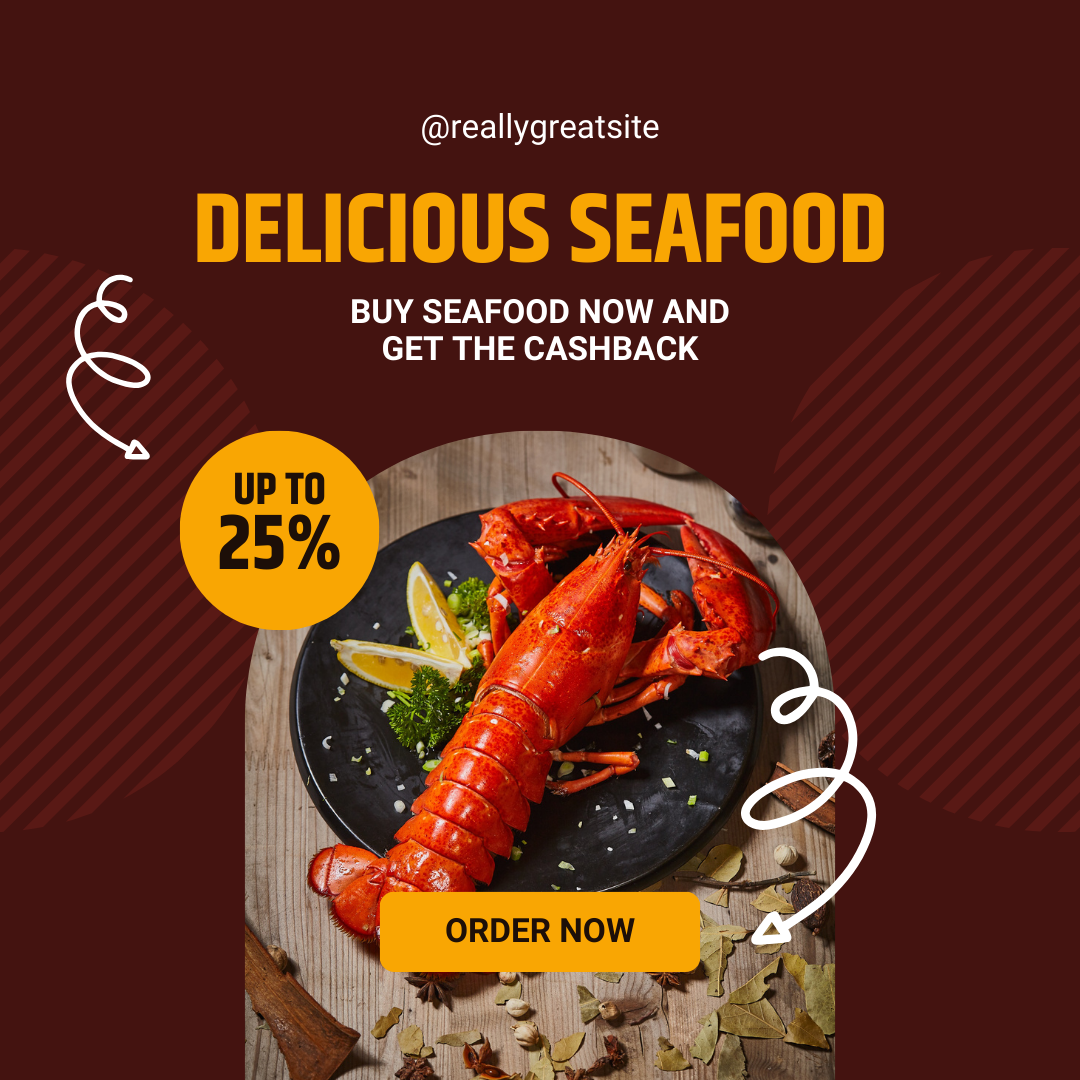 @reallygreatsite
DELICIOUS SEAFOOD
BUY SEAFOOD NOW AND
GET THE CASHBACK
UP TO
25%
ORDER NOW